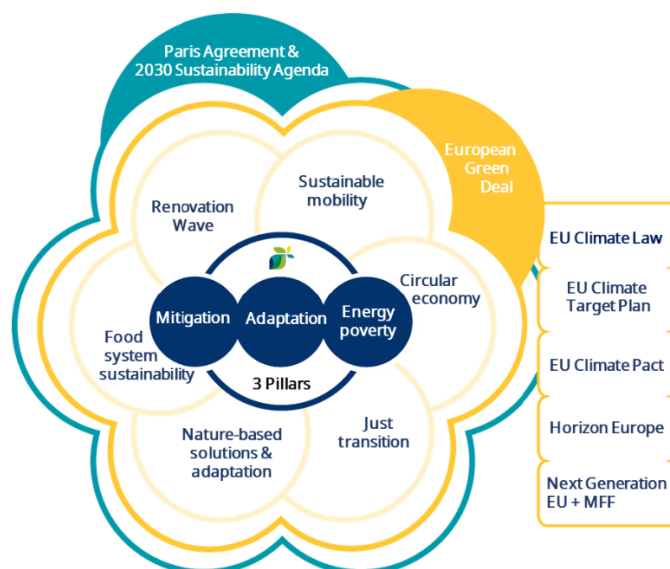 Paris Agreement &
2030 Sustainability Agenda
European
Green
Deal
Sustainable
mobility
Renovation
Wave
Circular
economy
Mitigation
Adaptation
Energy
poverty
3 Pillars
Food
system
sustainability
Nature-based
solutions &
adaptation
Just
transition
EU Climate Law
EU Climate
Target Plan
EU Climate Pact
Horizon Europe
Next Generation
EU + MFF